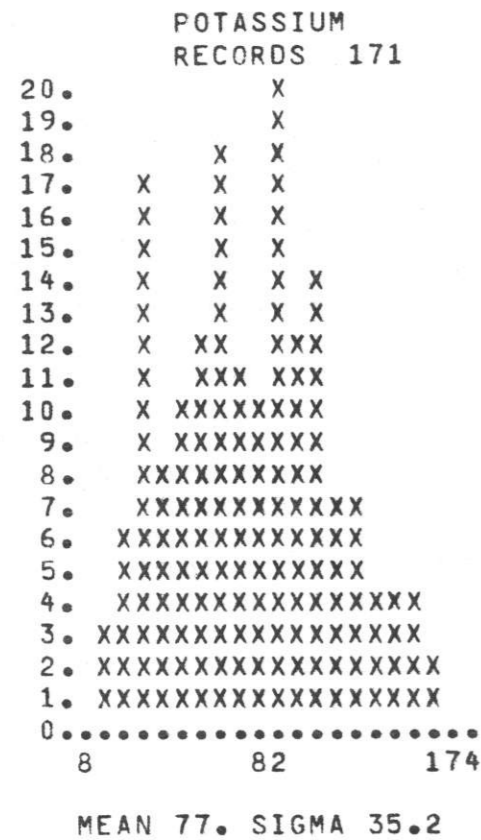 POTASSIUM
        RECORDS  171
20.          X
19.          X
18.       X  X
17.   X   X  X
16.   X   X  X
15.   X   X  X
14.   X   X  X X
13.   X   X  X X
12.   X  XX  XXX
11.   X  XXX XXX
10.   X XXXXXXXX
 9.   X XXXXXXXX
 8.   XXXXXXXXXX
 7.   XXXXXXXXXXXX
 6.  XXXXXXXXXXXXX
 5.  XXXXXXXXXXXXX
 4.  XXXXXXXXXXXXXXXX
 3. XXXXXXXXXXXXXXXXX
 2. XXXXXXXXXXXXXXXXXX
 1. XXXXXXXXXXXXXXXXXX
 0......................
   8        82       174
   MEAN 77. SIGMA 35.2